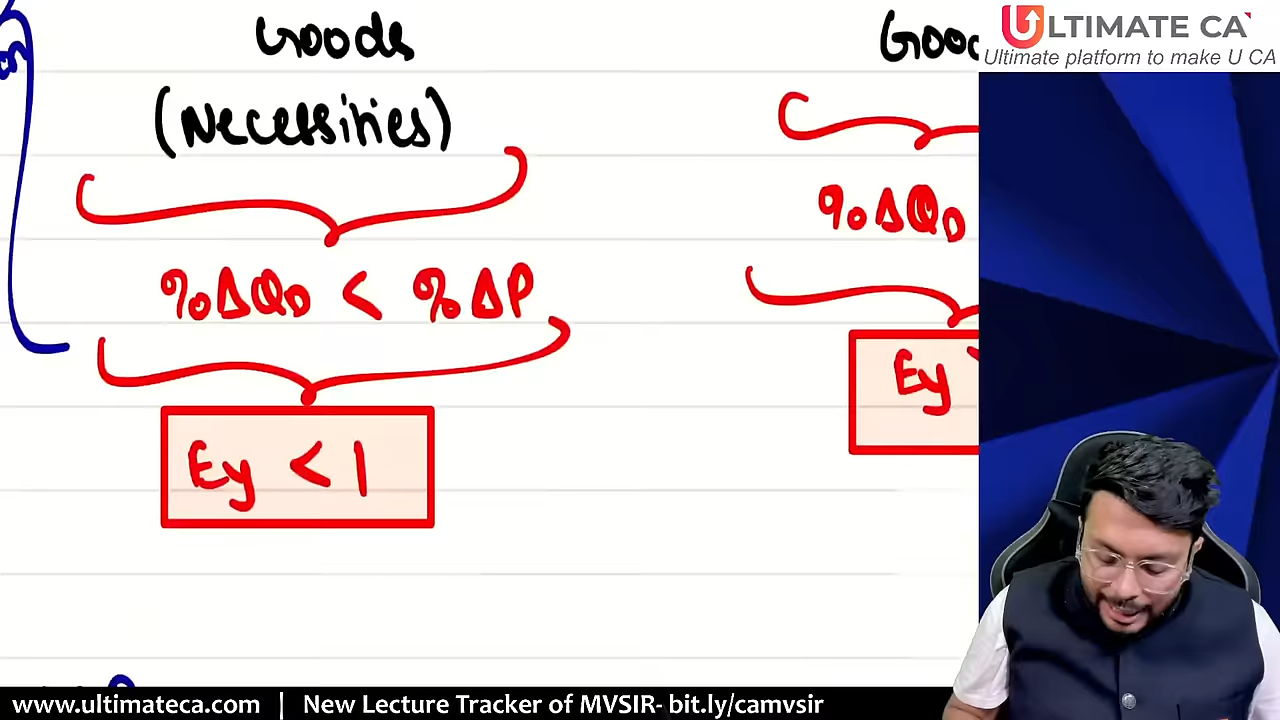 Goods
(Necessities)
%ΔQD < %ΔP
Ey < 1
%ΔQD
Ey
ULTIMATE CA
Ultimate platform to make U CA
www.ultimateca.com | New Lecture Tracker of MVSIR- bit.ly/camvsir